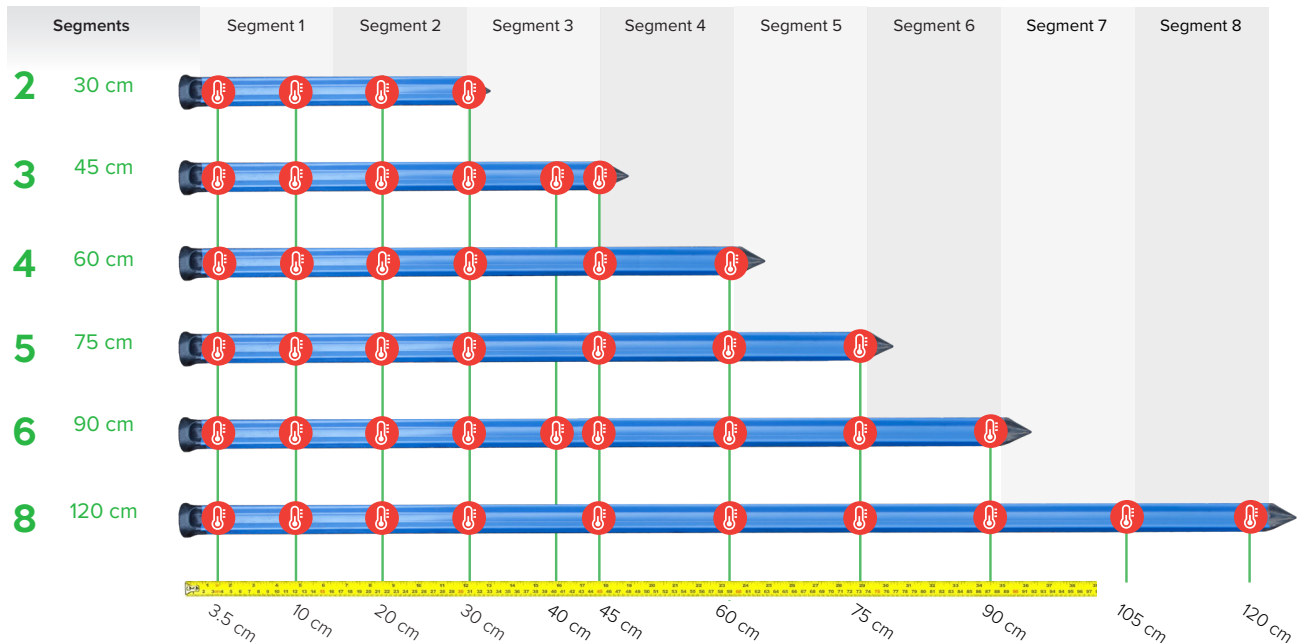 Segments Segment 1 Segment 2 Segment 3 Segment 4 Segment 5 Segment 6 Segment 7 Segment 8
2 30 cm
3 45 cm
4 60 cm
5 75 cm
6 90 cm
8 120 cm
3.5 cm 10 cm 20 cm 30 cm 40 cm 45 cm 60 cm 75 cm 90 cm 105 cm 120 cm